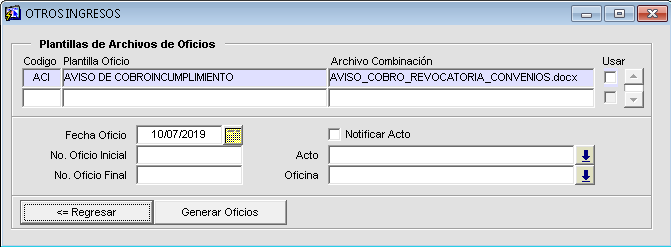 OTROS INGRESOS
Plantillas de Archivos de Oficios
Codigo Plantilla Oficio Archivo Combinación Usar
ACI AVISO DE COBROINCUMPLIMIENTO AVISO_COBRO_REVOCATORIA_CONVENIOS.docx
Fecha Oficio 10/07/2019 Notificar Acto
No. Oficio Inicial Acto
No. Oficio Final Oficina
<= Regresar Generar Oficios